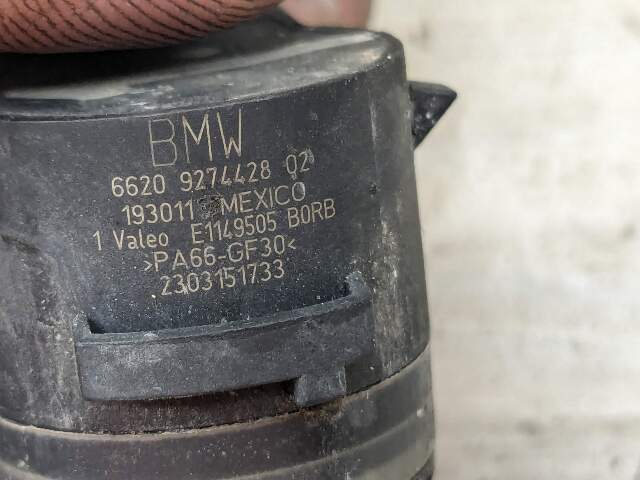 BMW
6620 9274428 02
193011 MEXICO
1 Valeo E1149505 B0RB
>PA66-GF30<
2303151733